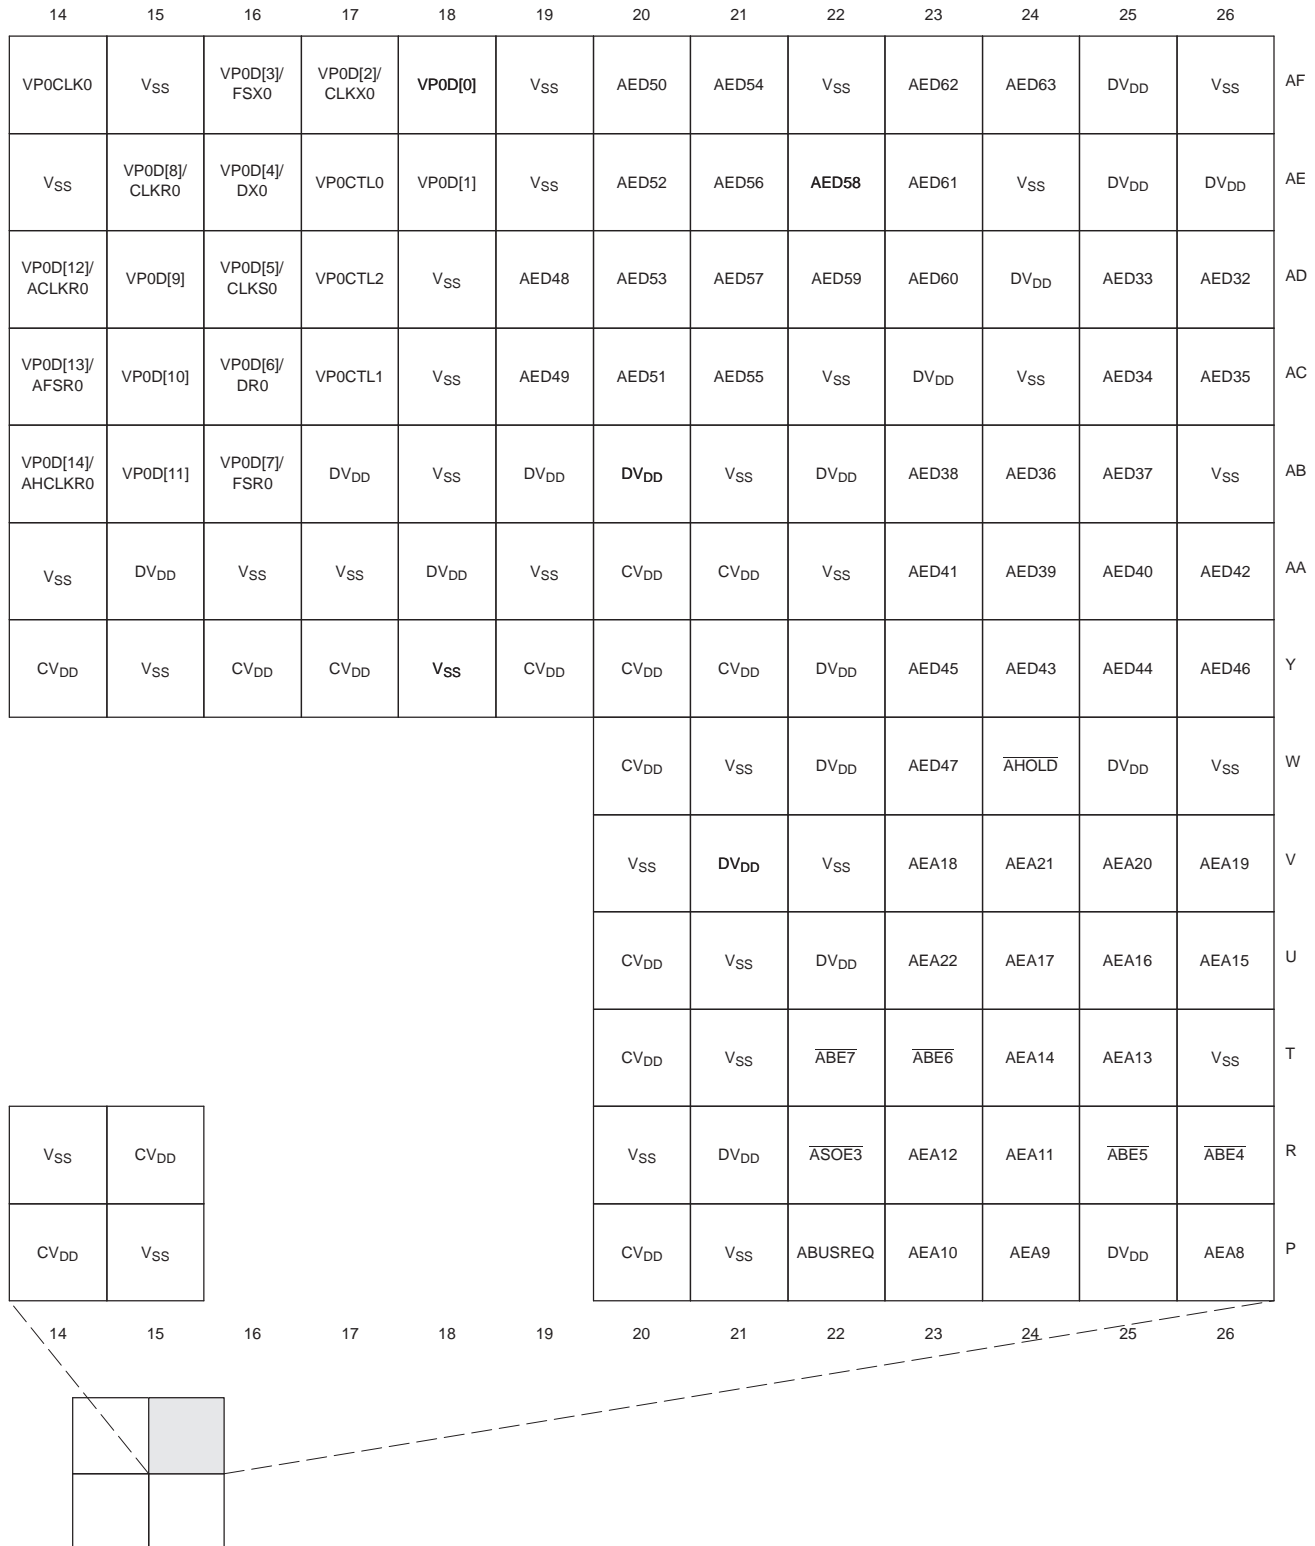 14 15 16 17 18 19 20 21 22 23 24 25 26
VP0CLK0 VSS VP0D[3]/ FSX0 VP0D[2]/ CLKX0 VP0D[0] VSS AED50 AED54 VSS AED62 AED63 DVDD VSS AF
VSS VP0D[8]/ CLKR0 VP0D[4]/ DX0 VP0CTL0 VP0D[1] VSS AED52 AED56 AED58 AED61 VSS DVDD DVDD AE
VP0D[12]/ ACLKR0 VP0D[9] VP0D[5]/ CLKS0 VP0CTL2 VSS AED48 AED53 AED57 AED59 AED60 DVDD AED33 AED32 AD
VP0D[13]/ AFSR0 VP0D[10] VP0D[6]/ DR0 VP0CTL1 VSS AED49 AED51 AED55 VSS DVDD VSS AED34 AED35 AC
VP0D[14]/ AHCLKR0 VP0D[11] VP0D[7]/ FSR0 DVDD VSS DVDD DVDD VSS DVDD AED38 AED36 AED37 VSS AB
VSS DVDD VSS VSS DVDD VSS CVDD CVDD VSS AED41 AED39 AED40 AED42 AA
CVDD VSS CVDD CVDD VSS CVDD CVDD CVDD DVDD AED45 AED43 AED44 AED46 Y
CVDD VSS DVDD AED47 AHOLD DVDD VSS W
VSS DVDD VSS AEA18 AEA21 AEA20 AEA19 V
CVDD VSS DVDD AEA22 AEA17 AEA16 AEA15 U
CVDD VSS ABE7 ABE6 AEA14 AEA13 VSS T
VSS CVDD VSS DVDD ASOE3 AEA12 AEA11 ABE5 ABE4 R
CVDD VSS CVDD VSS ABUSREQ AEA10 AEA9 DVDD AEA8 P
14 15 16 17 18 19 20 21 22 23 24 25 26